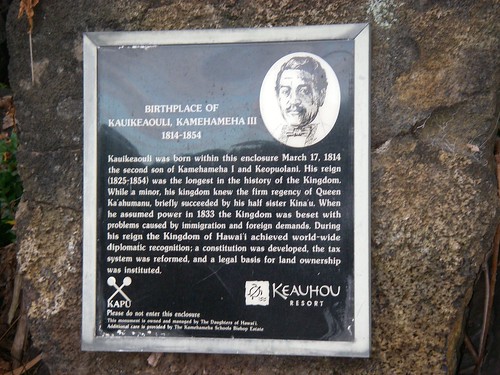 BIRTHPLACE OF
KAUIKEAOULI, KAMEHAMEHA III
1814-1854
Kauikeaouli was born within this enclosure March 17, 1814
the second son of Kamehameha I and Keopuolani. His reign
(1825-1854) was the longest in the history of the Kingdom.
While a minor, his kingdom knew the firm regency of Queen
Ka'ahumanu, briefly succeeded by his half sister Kina'u. When
he assumed power in 1833 the Kingdom was beset with
problems caused by immigration and foreign demands. During
his reign the Kingdom of Hawai'i achieved world-wide
diplomatic recognition; a constitution was developed, the tax
system was reformed, and a legal basis for land ownership
was instituted.
KAPU
KEAUHOU
RESORT
Please do not enter this enclosure
This monument is owned and managed by The Daughters of Hawai'i
Additional care is provided by The Kamehameha Schools Bishop Estate